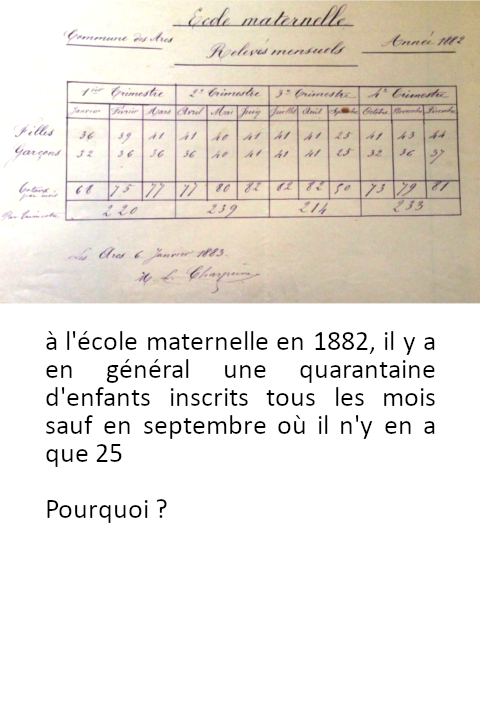 Ecole maternelle
Commune des Arcs
Année 1882
Relevés mensuels
1er Trimestre 2e Trimestre 3e Trimestre 4e Trimestre
Janvier Février Mars Avril Mai Juin Juillet Août Septembre Octobre Novembre Décembre
Filles 36 39 41 41 40 41 41 41 25 41 43 44
Garçons 32 36 36 36 40 41 41 41 25 32 36 37
Totaux par mois 68 75 77 77 80 82 82 82 50 73 79 81
Par Trimestre 220 239 214 233
Les Arcs 6 Janvier 1883.
à l'école maternelle en 1882, il y a
en général une quarantaine
d'enfants inscrits tous les mois
sauf en septembre où il n'y en a
que 25
Pourquoi ?